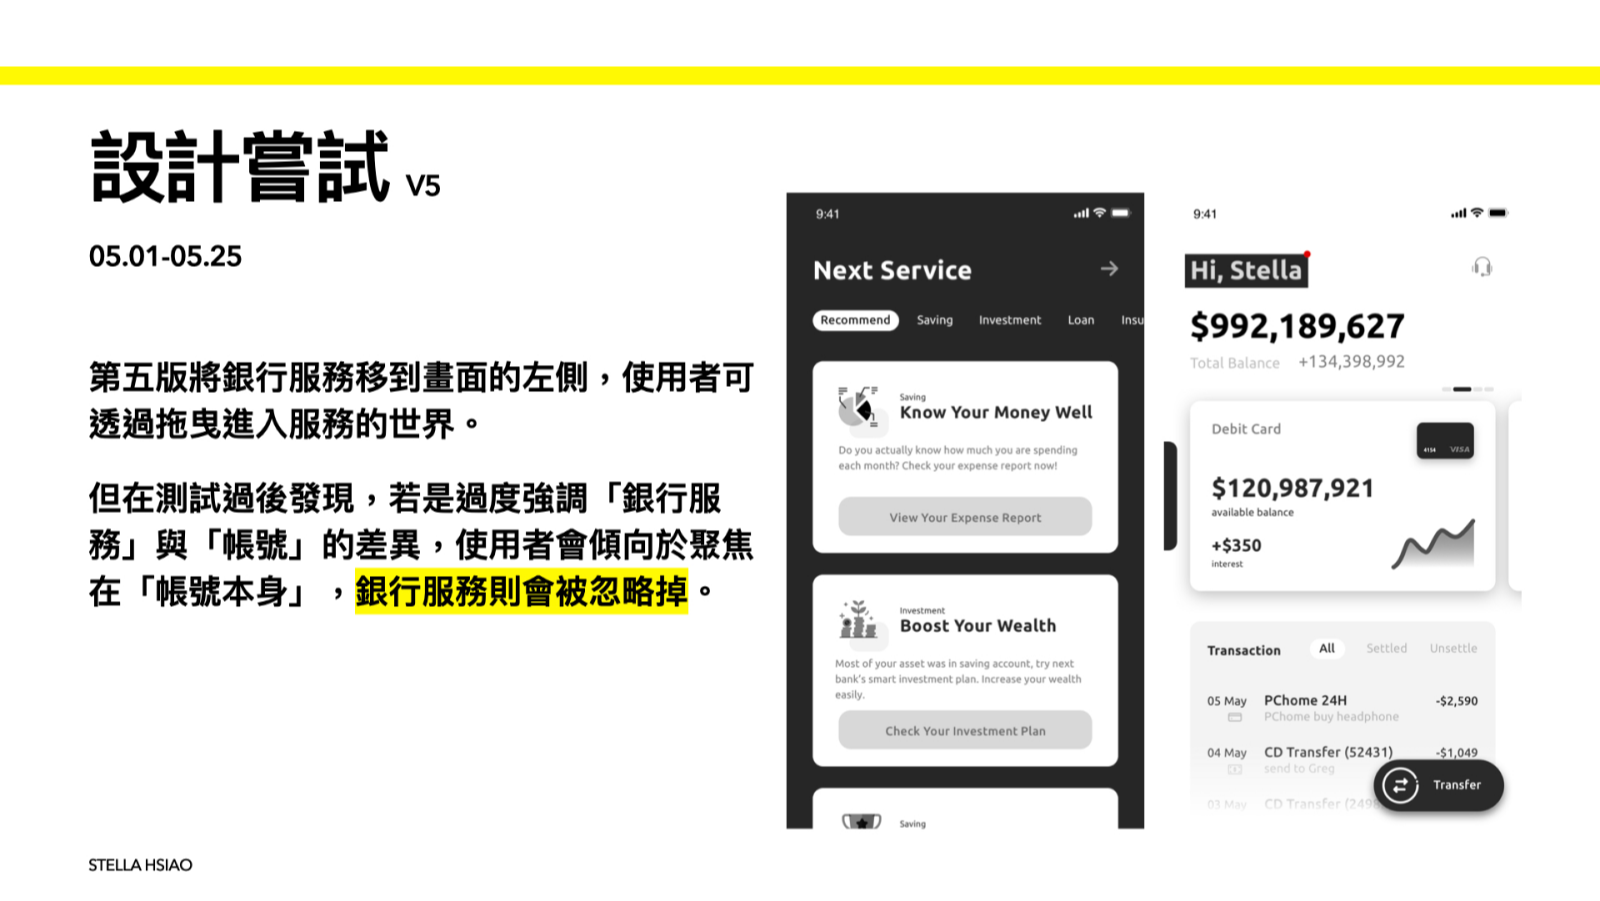 設計嘗試 V5
05.01-05.25
第五版將銀行服務移到畫面的左側，使用者可
透過拖曳進入服務的世界。
但在測試過後發現，若是過度強調「銀行服
務」與「帳號」的差異，使用者會傾向於聚焦
在「帳號本身」，銀行服務則會被忽略掉。
STELLA HSIAO
9:41
Next Service
Recommend Saving Investment Loan Insu
Saving
Know Your Money Well
Do you actually know how much you are spending
each month? Check your expense report now!
View Your Expense Report
Investment
Boost Your Wealth
Most of your asset was in saving account, try next
bank's smart investment plan. Increase your wealth
easily.
Check Your Investment Plan
Saving
9:41
Hi, Stella
$992,189,627
Total Balance +134,398,992
Debit Card
4154 VISA
$120,987,921
available balance
+$350
interest
Transaction All Settled Unsettle
05 May PChome 24H -$2,590
PChome buy headphone
04 May CD Transfer (52431) -$1,049
send to Greg
03 May CD Transfer (2498
Transfer